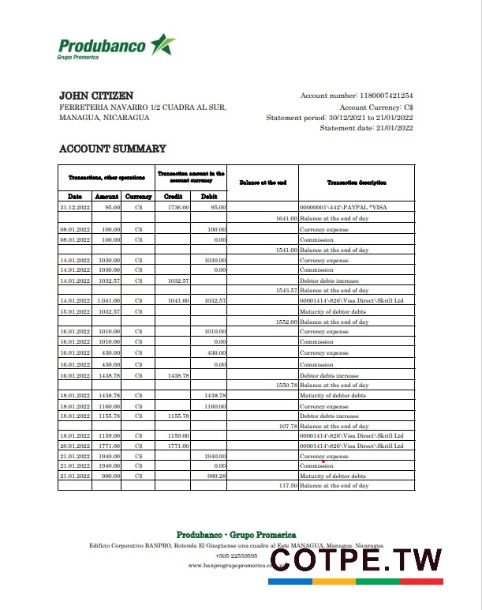 Produbanco
Grupo Promerica
JOHN CITIZEN
FERRETERIA NAVARRO 1/2 CUADRA AL SUR,
MANAGUA, NICARAGUA
Account number: 1180007421254
Account Currency: C$
Statement period: 30/12/2021 to 21/01/2022
Statement date: 21/01/2022
ACCOUNT SUMMARY
Transactions, other operations Transaction amount in the account currency Balance at the end Transaction description
Date Amount Currency Credit Debit
31.12.2022 95.00 C$ 1736.00 95.00 00000001\442\PAYPAL *VISA
1641.00 Balance at the end of day
08.01.2022 100.00 C$ 100.00 Currency expense
08.01.2022 100.00 C$ 0.00 Commission
1541.00 Balance at the end of day
14.01.2022 1030.00 C$ 1030.00 Currency expense
14.01.2022 1030.00 C$ 0.00 Commission
14.01.2022 1032.57 C$ 1032.57 Debtor debts increase
1543.57 Balance at the end of day
14.01.2022 1.041.00 C$ 1041.00 1032.57 00001414\826\Visa Direct\Skrill Ltd
15.01.2022 1032.57 C$ Maturity of debtor debts
1552.00 Balance at the end of day
16.01.2022 1010.00 C$ 1010.00 Currency expense
16.01.2022 1010.00 C$ 0.00 Commission
16.01.2022 430.00 C$ 430.00 Currency expense
16.01.2022 430.00 C$ 0.00 Commission
16.01.2022 1438.78 C$ 1438.78 Debtor debts increase
1550.78 Balance at the end of day
18.01.2022 1438.78 C$ 1438.78 Maturity of debtor debts
18.01.2022 1160.00 C$ 1160.00 Currency expense
18.01.2022 1155.78 C$ 1155.78 Debtor debts increase
107.78 Balance at the end of day
18.01.2022 1159.00 C$ 1159.00 00001414\826\Visa Direct\Skrill Ltd
20.01.2022 1771.00 C$ 1771.00 00001414\826\Visa Direct\Skrill Ltd
21.01.2022 1940.00 C$ 1940.00 Currency expense
21.01.2022 1940.00 C$ 0.00 Commission
21.01.2022 980.00 C$ 980.28 Maturity of debtor debts
117.50 Balance at the end of day
Produbanco - Grupo Promerica
Edificio Corporativo BANPRO, Rotonda El Güegüense una cuadra al Este MANAGUA, Managua, Nicaragua
+505-22559595
www.banprogrupopromerica.com
COTPE.TW